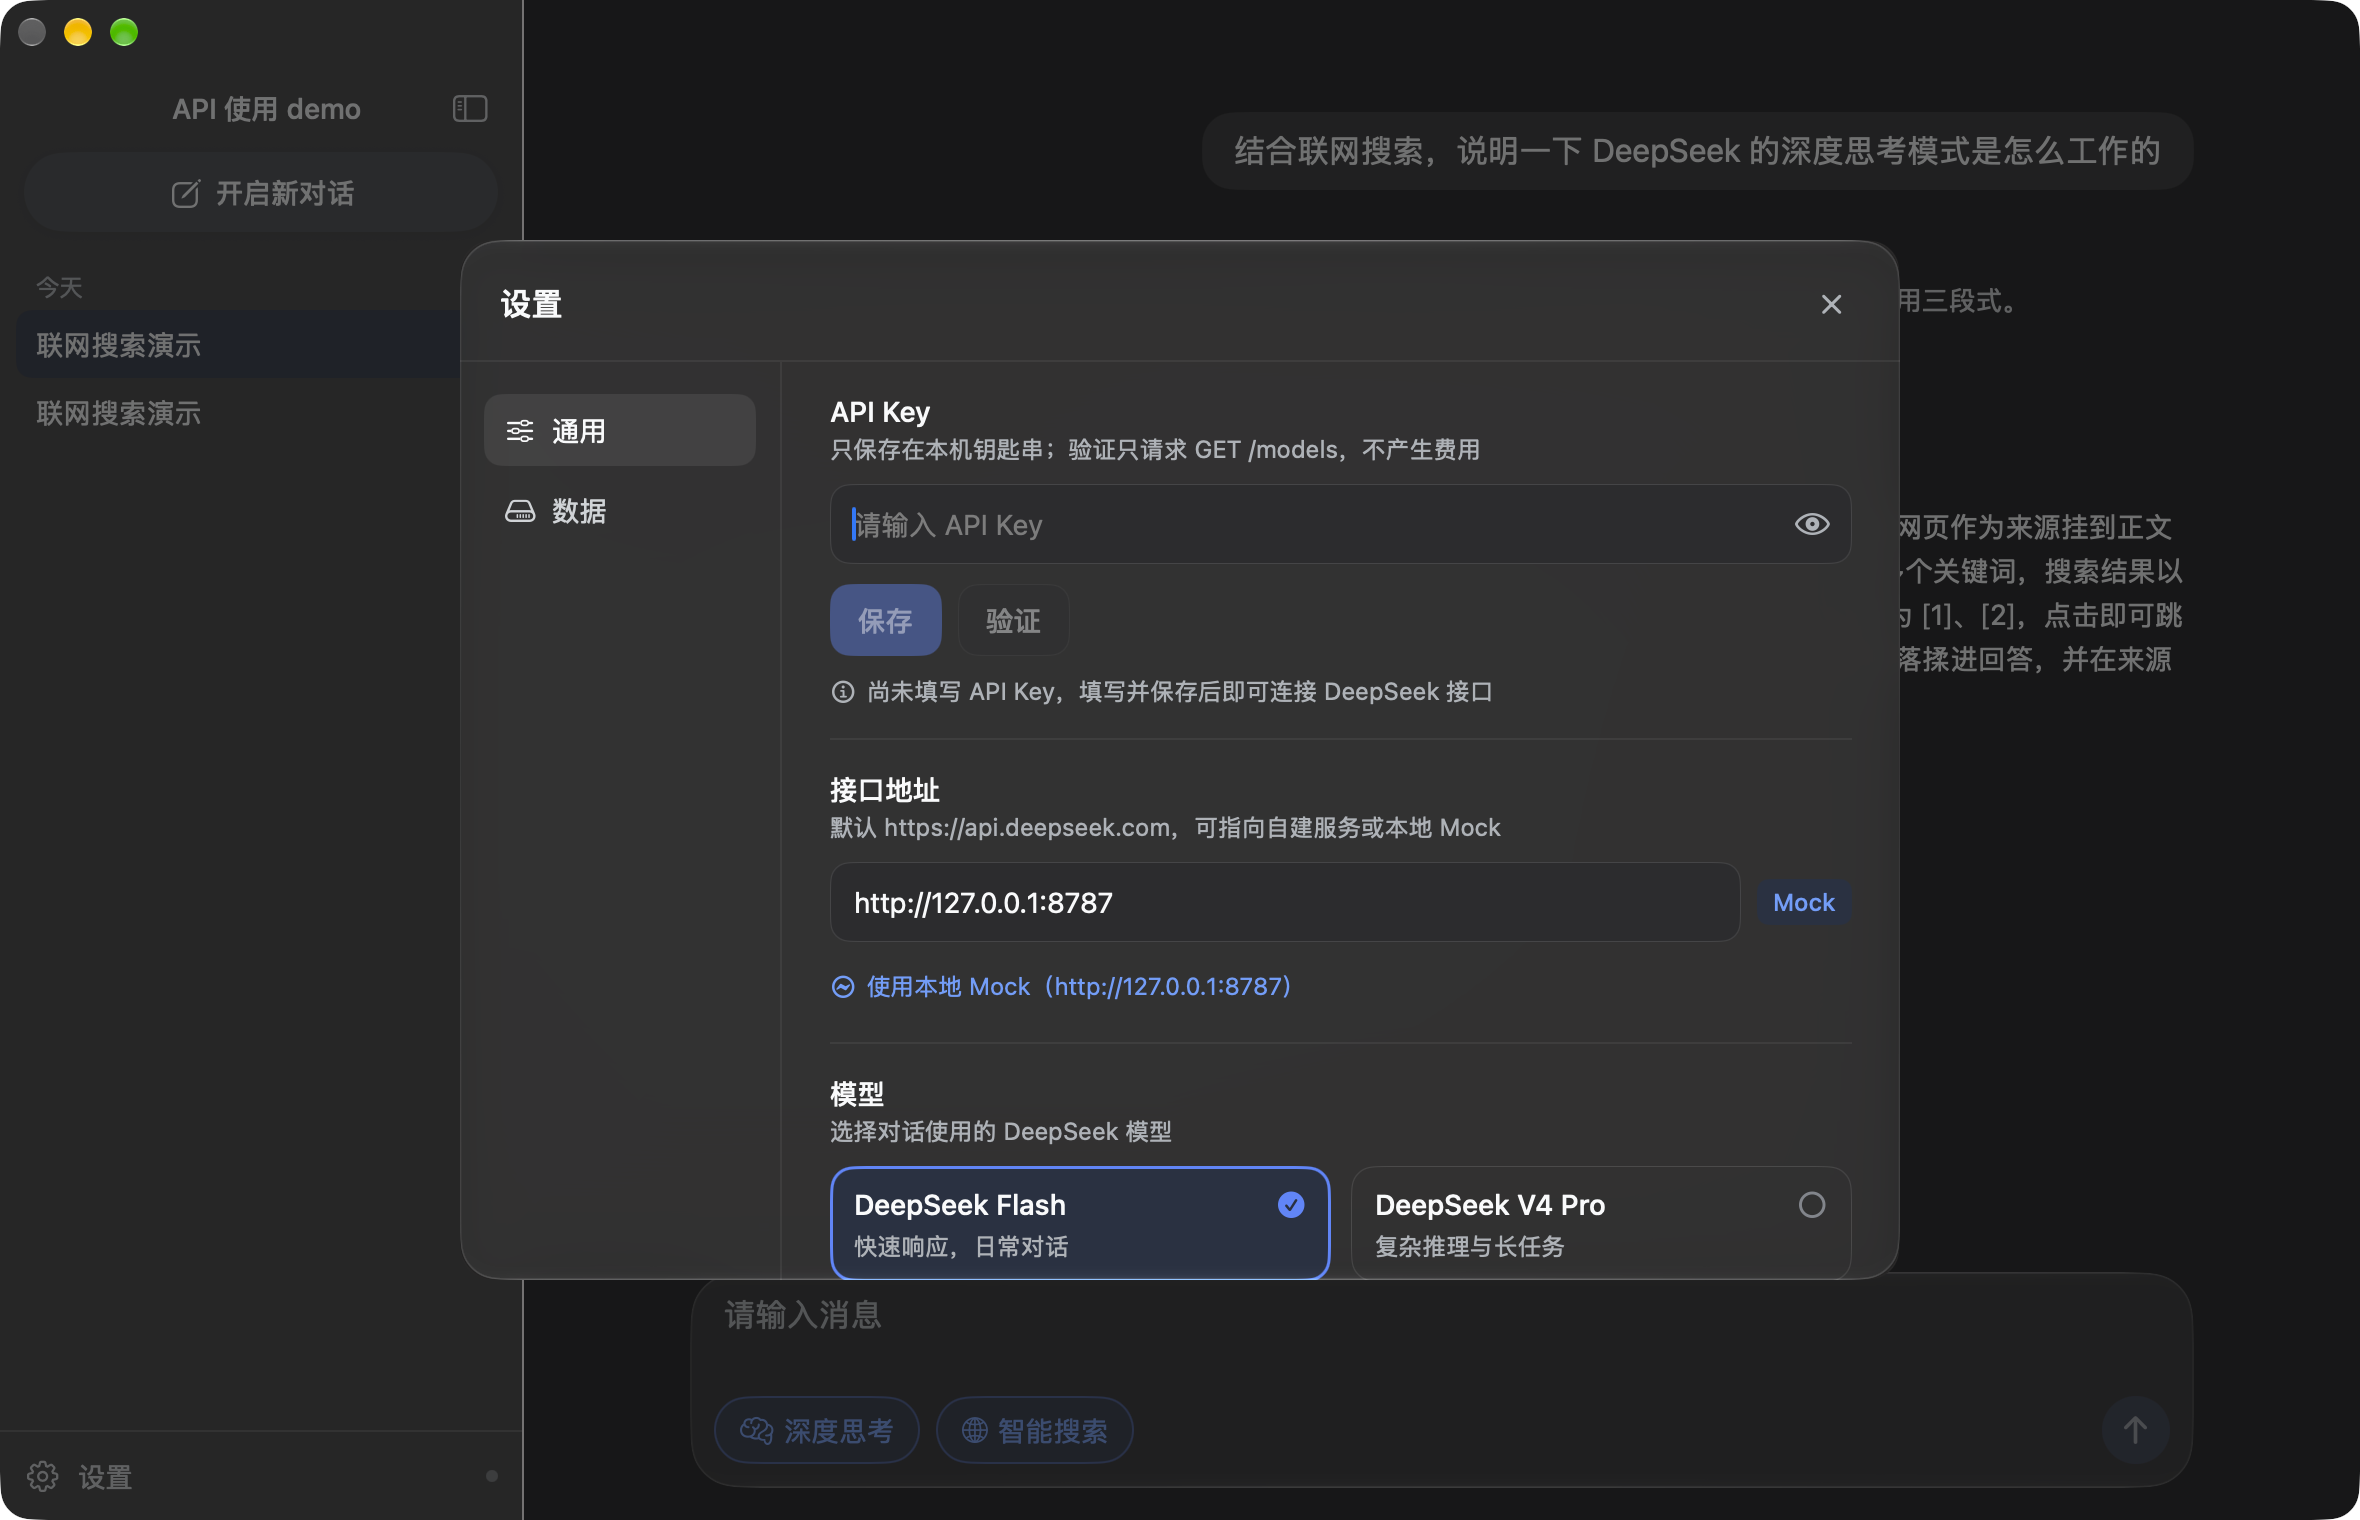 API 使用 demo
开启新对话
今天
联网搜索演示
联网搜索演示
设置
结合联网搜索，说明一下 DeepSeek 的深度思考模式是怎么工作的
用三段式。
网页作为来源挂到正文
个关键词，搜索结果以
[1]、[2]，点击即可跳
落揉进回答，并在来源
设置
通用
数据
API Key
只保存在本机钥匙串；验证只请求 GET /models，不产生费用
请输入 API Key
保存
验证
尚未填写 API Key，填写并保存后即可连接 DeepSeek 接口
接口地址
默认 https://api.deepseek.com，可指向自建服务或本地 Mock
http://127.0.0.1:8787
Mock
使用本地 Mock（http://127.0.0.1:8787）
模型
选择对话使用的 DeepSeek 模型
DeepSeek Flash
快速响应，日常对话
DeepSeek V4 Pro
复杂推理与长任务
请输入消息
深度思考
智能搜索